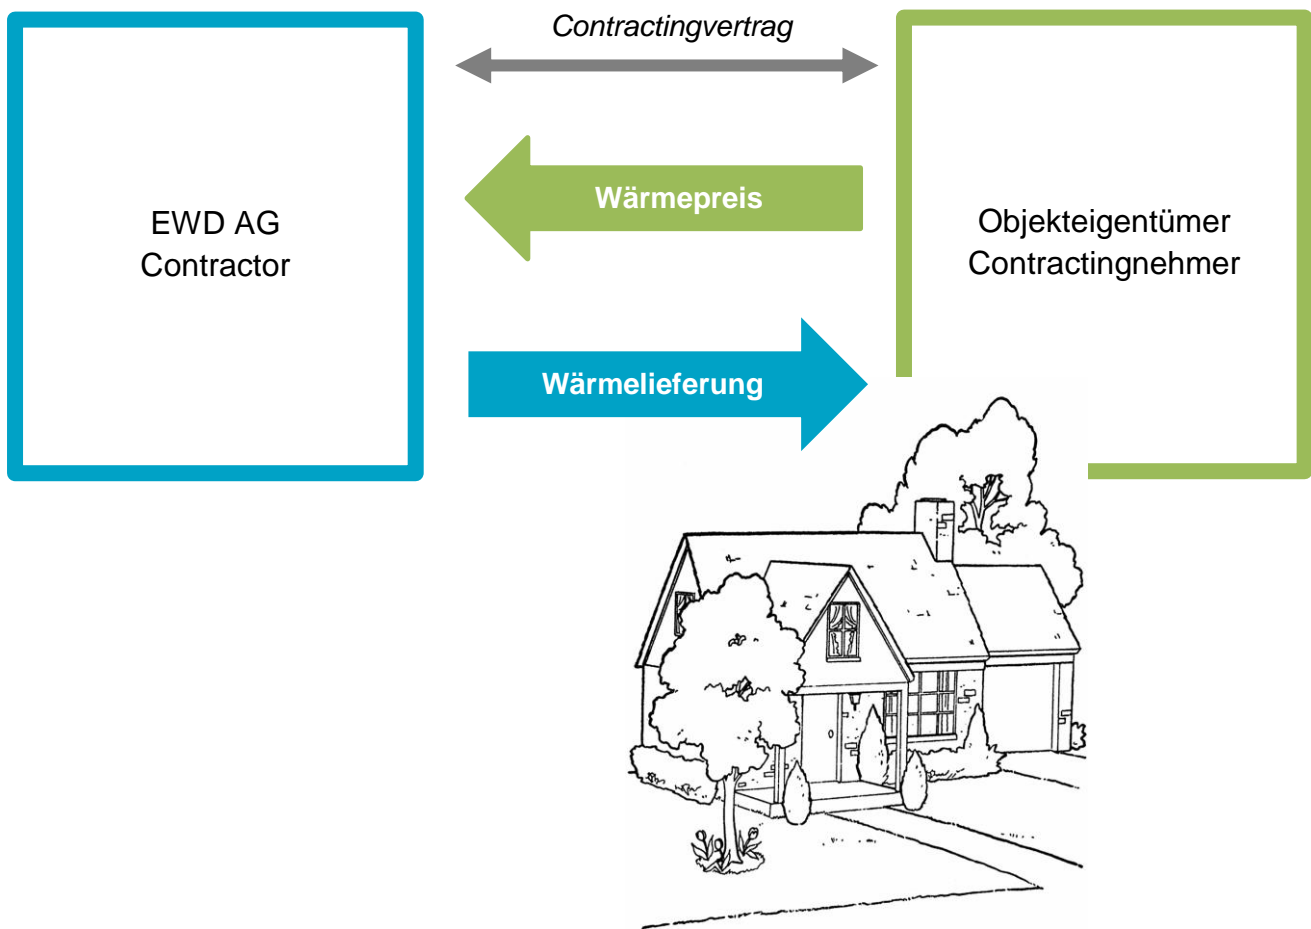 Contractingvertrag
EWD AG
Contractor
Wärmepreis
Wärmelieferung
Objekteigentümer
Contractingnehmer